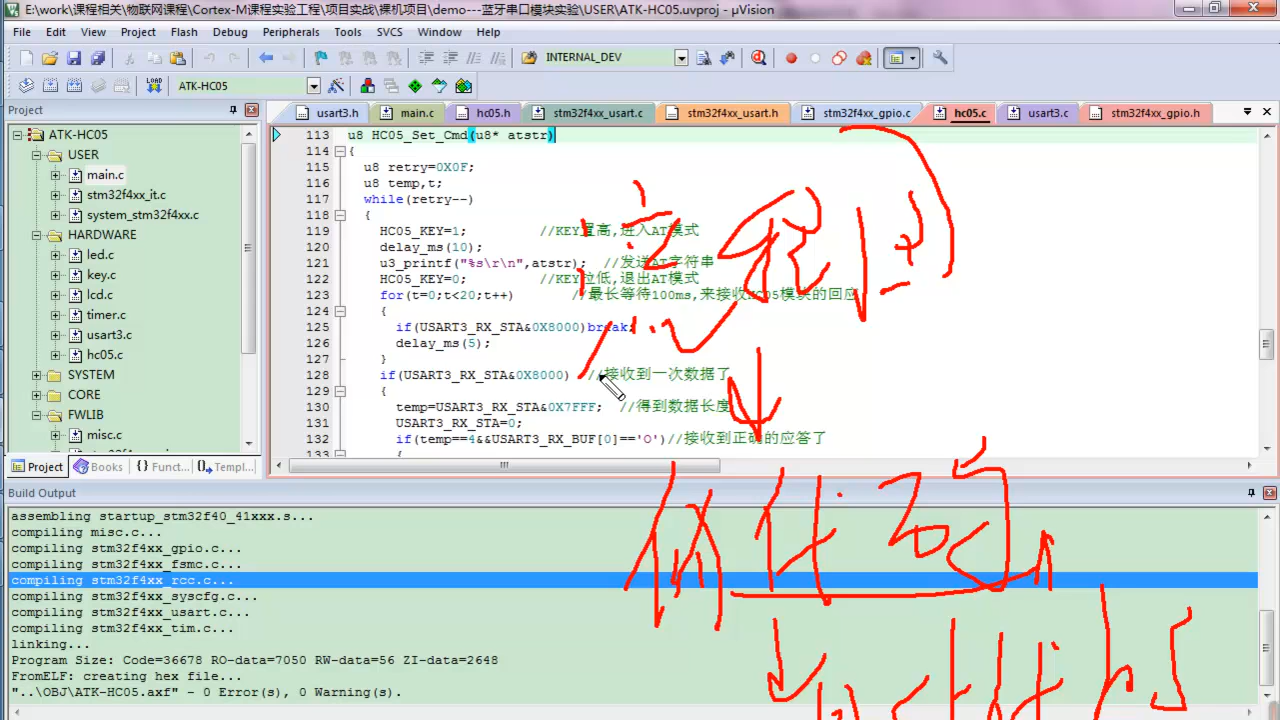 E:\work\课程相关\物联网课程\Cortex-M课程实验工程\项目实战\裸机项目\demo---蓝牙串口模块实验\USER\ATK-HC05.uvproj - µVision
File Edit View Project Flash Debug Peripherals Tools SVCS Window Help
INTERNAL_DEV
LOAD ATK-HC05
Project
usart3.h main.c hc05.h stm32f4xx_usart.c stm32f4xx_usart.h stm32f4xx_gpio.c hc05.c usart3.c stm32f4xx_gpio.h
ATK-HC05
USER
main.c
stm32f4xx_it.c
system_stm32f4xx.c
HARDWARE
led.c
key.c
lcd.c
timer.c
usart3.c
hc05.c
SYSTEM
CORE
FWLIB
misc.c
Project Books Funct... Templ...
113 u8 HC05_Set_Cmd(u8* atstr)
114 {
115 u8 retry=0X0F;
116 u8 temp,t;
117 while(retry--)
118 {
119 HC05_KEY=1; //KEY置高,进入AT模式
120 delay_ms(10);
121 u3_printf("%s\r\n",atstr); //发送AT字符串
122 HC05_KEY=0; //KEY拉低,退出AT模式
123 for(t=0;t<20;t++) //最长等待100ms,来接收HC05模块的回应
124 {
125 if(USART3_RX_STA&0X8000)break;
126 delay_ms(5);
127 }
128 if(USART3_RX_STA&0X8000) //接收到一次数据了
129 {
130 temp=USART3_RX_STA&0X7FFF; //得到数据长度
131 USART3_RX_STA=0;
132 if(temp==4&&USART3_RX_BUF[0]=='O')//接收到正确的应答了
133 {
Build Output
assembling startup_stm32f40_41xxx.s...
compiling misc.c...
compiling stm32f4xx_gpio.c...
compiling stm32f4xx_fsmc.c...
compiling stm32f4xx_rcc.c...
compiling stm32f4xx_syscfg.c...
compiling stm32f4xx_usart.c...
compiling stm32f4xx_tim.c...
linking...
Program Size: Code=36678 RO-data=7050 RW-data=56 ZI-data=2648
FromELF: creating hex file...
"..\OBJ\ATK-HC05.axf" - 0 Error(s), 0 Warning(s).